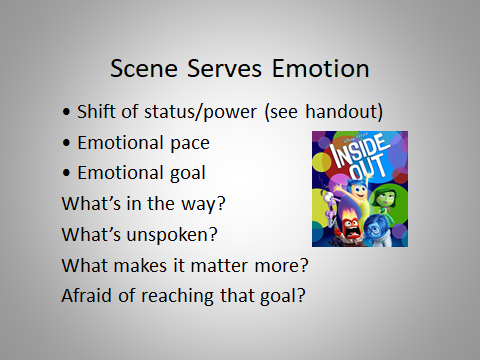 Scene Serves Emotion
• Shift of status/power (see handout)
• Emotional pace
• Emotional goal
What's in the way?
What's unspoken?
What makes it matter more?
Afraid of reaching that goal?
INSIDE
OUT